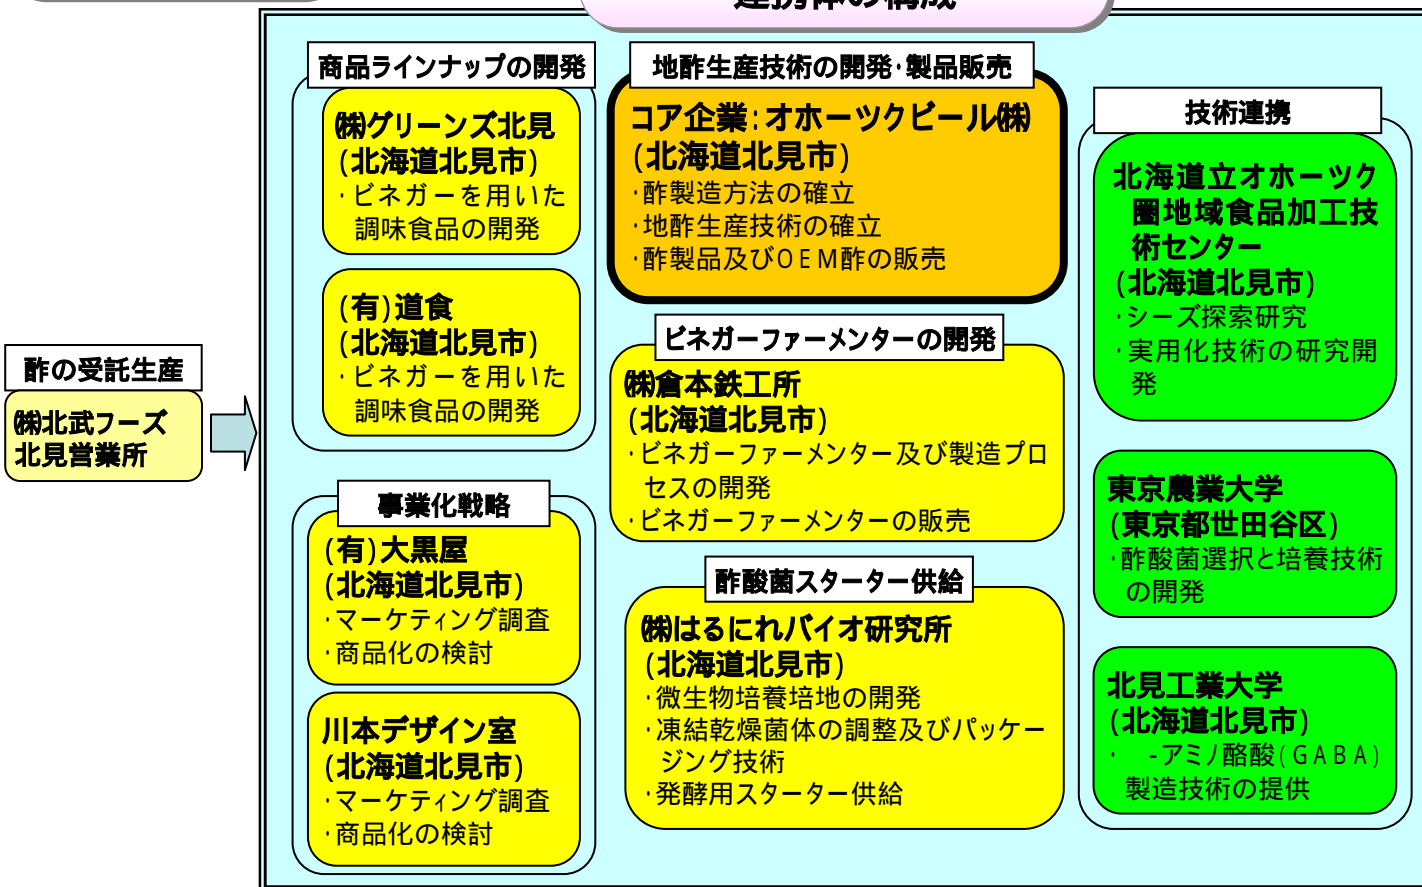 連携体の構成
商品ラインナップの開発
㈱グリーンズ北見
(北海道北見市)
・ビネガーを用いた
調味食品の開発
(有)道食
(北海道北見市)
・ビネガーを用いた
調味食品の開発
酢の受託生産
㈱北武フーズ
北見営業所
事業化戦略
(有)大黒屋
(北海道北見市)
・マーケティング調査
・商品化の検討
川本デザイン室
(北海道北見市)
・マーケティング調査
・商品化の検討
地酢生産技術の開発・製品販売
コア企業：オホーツクビール㈱
(北海道北見市)
・酢製造方法の確立
・地酢生産技術の確立
・酢製品及びOEM酢の販売
ビネガーファーメンターの開発
㈱倉本鉄工所
(北海道北見市)
・ビネガーファーメンター及び製造プロ
セスの開発
・ビネガーファーメンターの販売
酢酸菌スターター供給
㈱はるにれバイオ研究所
(北海道北見市)
・微生物培養培地の開発
・凍結乾燥菌体の調整及びパッケー
ジング技術
・発酵用スターター供給
技術連携
北海道立オホーツク
圏地域食品加工技
術センター
(北海道北見市)
・シーズ探索研究
・実用化技術の研究開
発
東京農業大学
(東京都世田谷区)
・酢酸菌選択と培養技術
の開発
北見工業大学
(北海道北見市)
・　-アミノ酪酸(GABA)
製造技術の提供